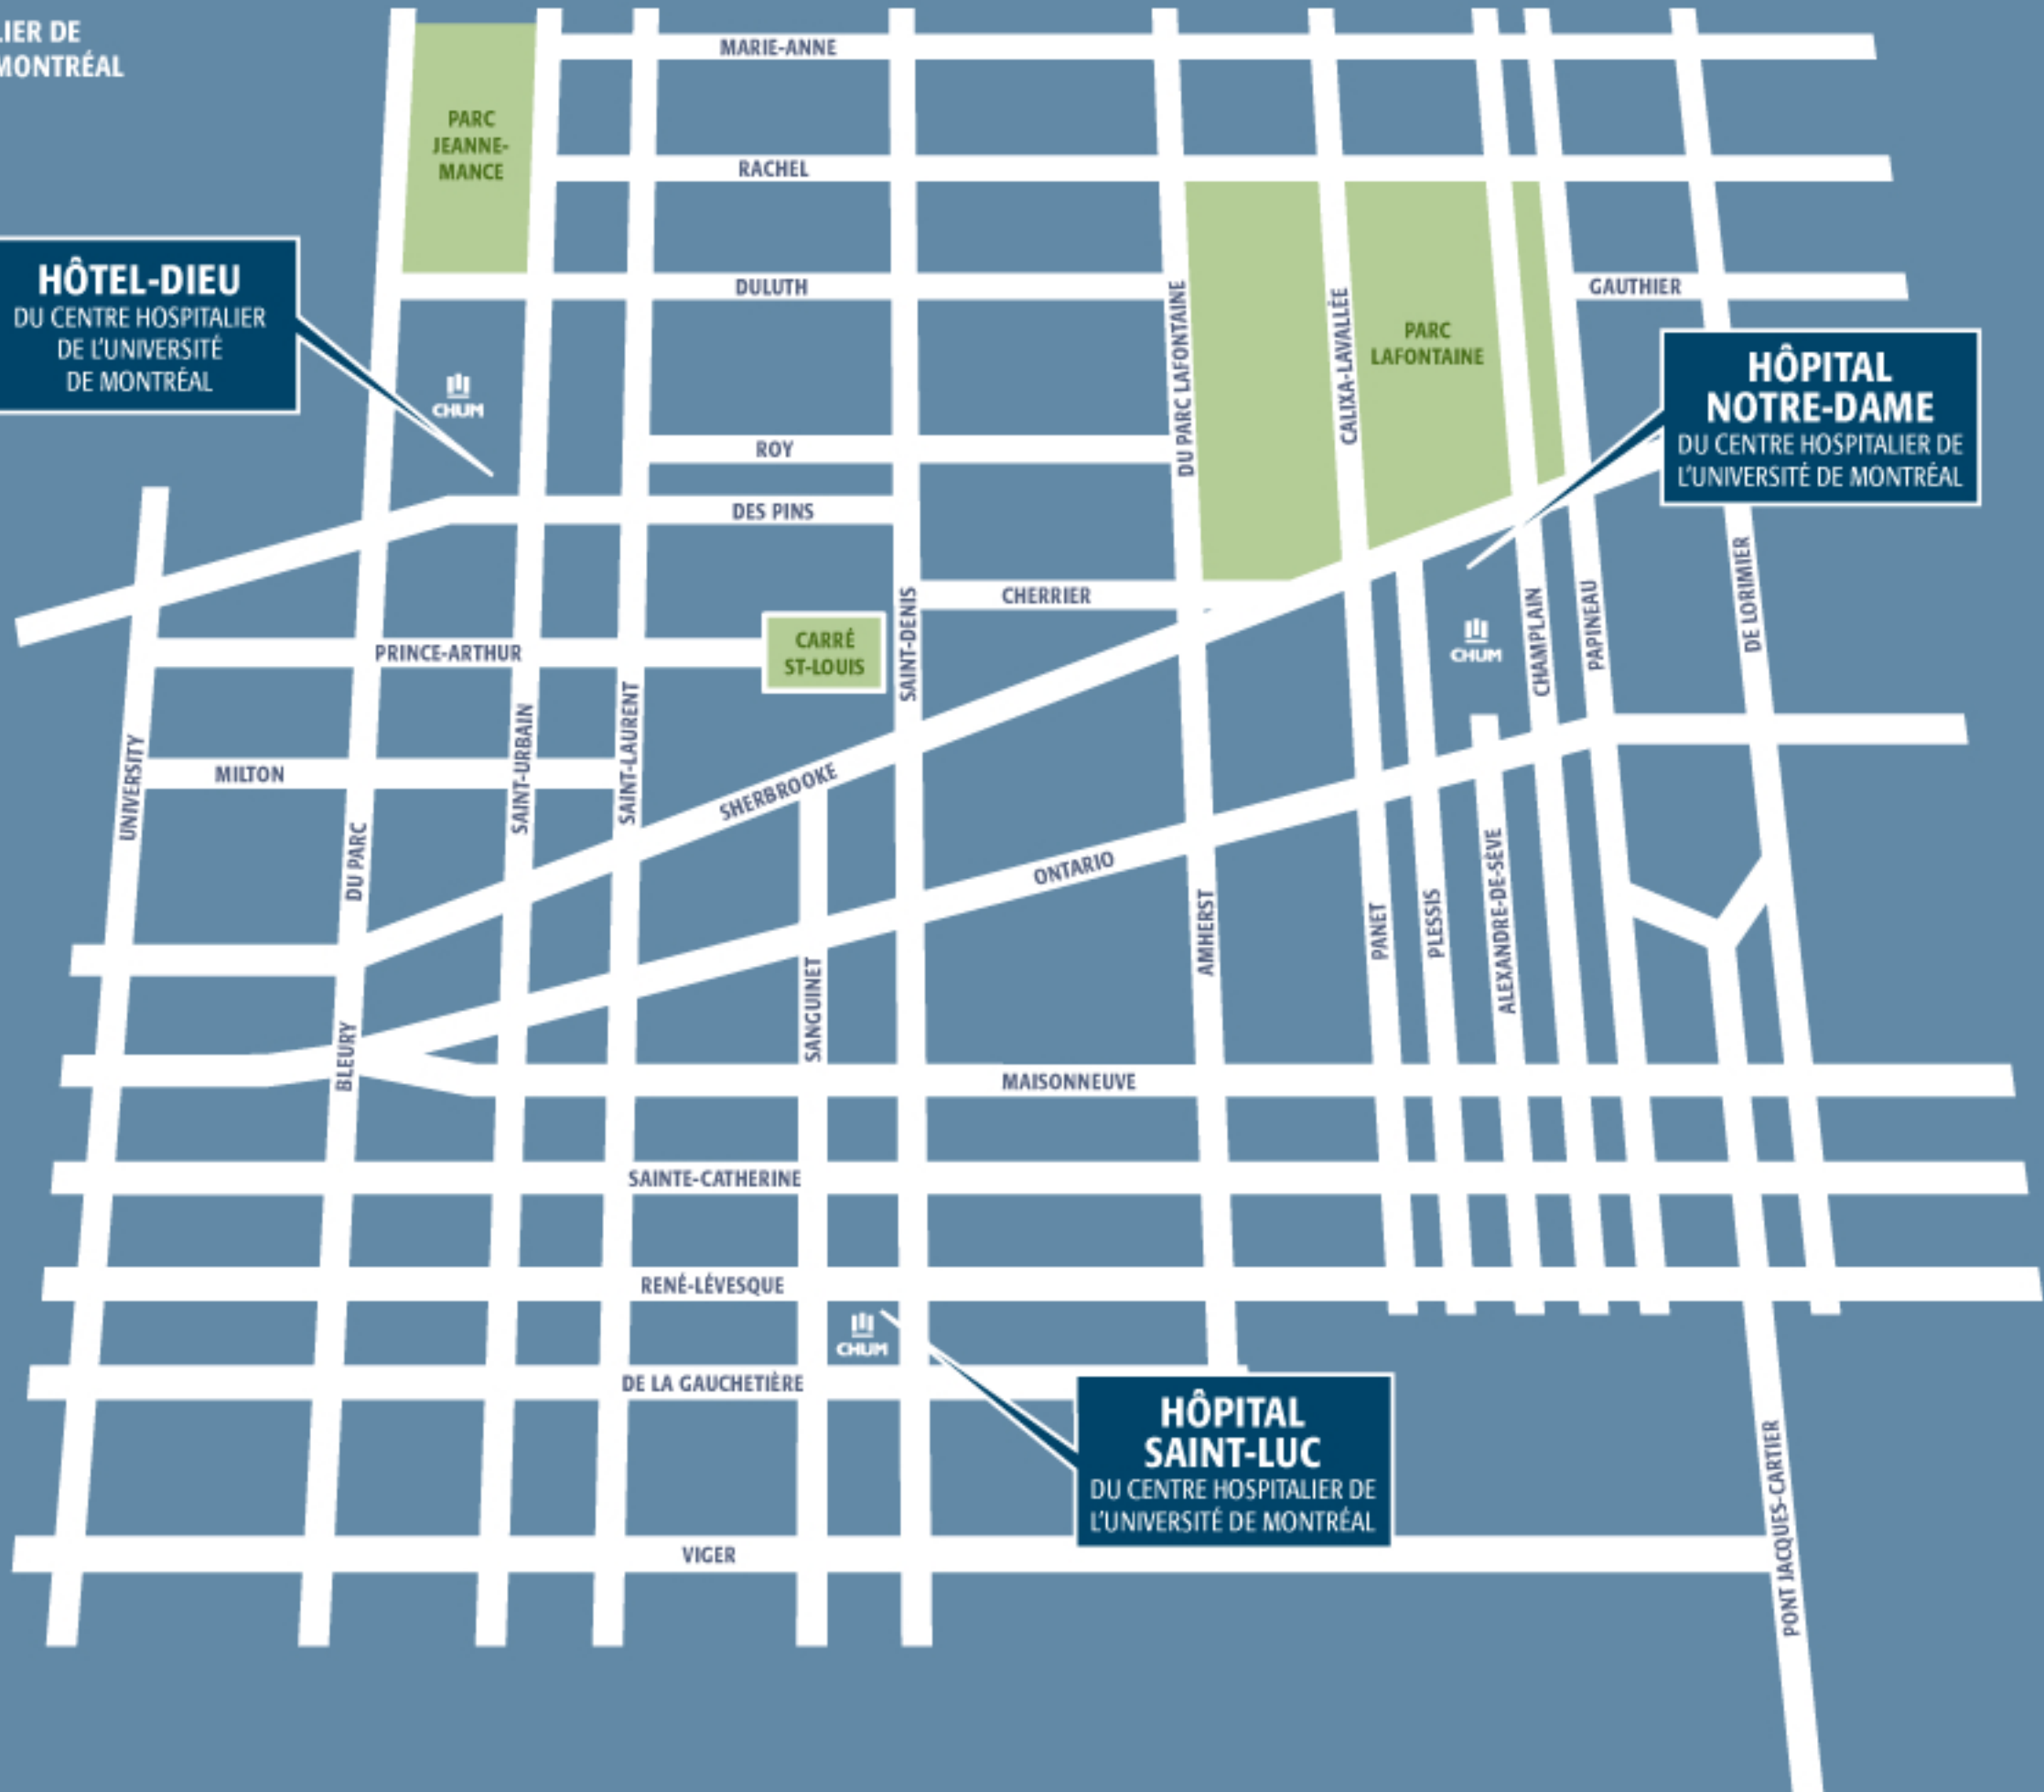 LIER DE
MONTRÉAL
MARIE-ANNE
PARC
JEANNE-
MANCE
RACHEL
HÔTEL-DIEU
DU CENTRE HOSPITALIER
DE L'UNIVERSITÉ
DE MONTRÉAL
DULUTH
GAUTHIER
DU PARC LAFONTAINE
CALIXA-LAVALLÉE
PARC
LAFONTAINE
HÔPITAL
NOTRE-DAME
DU CENTRE HOSPITALIER DE
L'UNIVERSITÉ DE MONTRÉAL
CHUM
ROY
DES PINS
CHERRIER
SAINT-DENIS
CARRÉ
ST-LOUIS
PRINCE-ARTHUR
CHUM
CHAMPLAIN
PAPINEAU
DE LORIMIER
UNIVERSITY
MILTON
DU PARC
SAINT-URBAIN
SAINT-LAURENT
SHERBROOKE
ONTARIO
AMHERST
PANET
PLESSIS
ALEXANDRE-DE-SÈVE
SANGUINET
BLEURY
MAISONNEUVE
SAINTE-CATHERINE
RENÉ-LÉVESQUE
CHUM
DE LA GAUCHETIÈRE
HÔPITAL
SAINT-LUC
DU CENTRE HOSPITALIER DE
L'UNIVERSITÉ DE MONTRÉAL
PONT JACQUES-CARTIER
VIGER